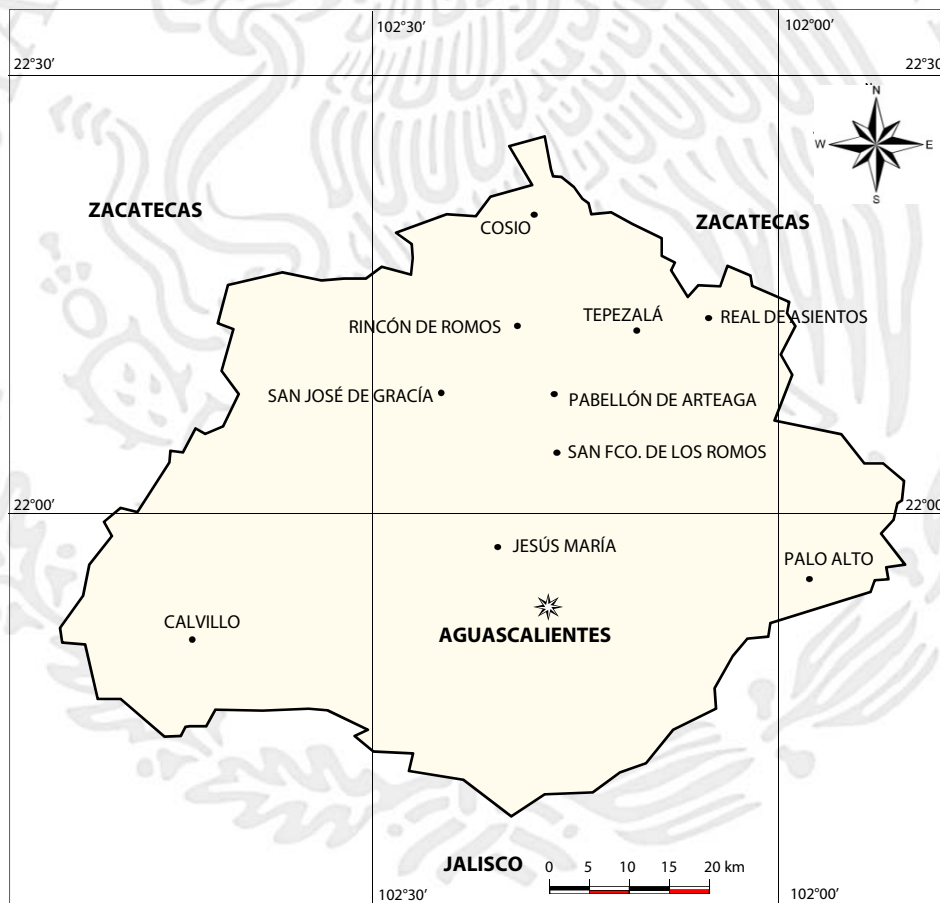 102°30'
102°00'
22°30'
22°30
N
W
E
S
ZACATECAS
ZACATECAS
COSIO
TEPEZALÁ
REAL DE ASIENTOS
RINCÓN DE ROMOS
SAN JOSÉ DE GRACÍA
PABELLÓN DE ARTEAGA
SAN FCO. DE LOS ROMOS
22°00'
22°00
JESÚS MARÍA
PALO ALTO
CALVILLO
AGUASCALIENTES
JALISCO
0 5 10 15 20 km
102°30'
102°00'